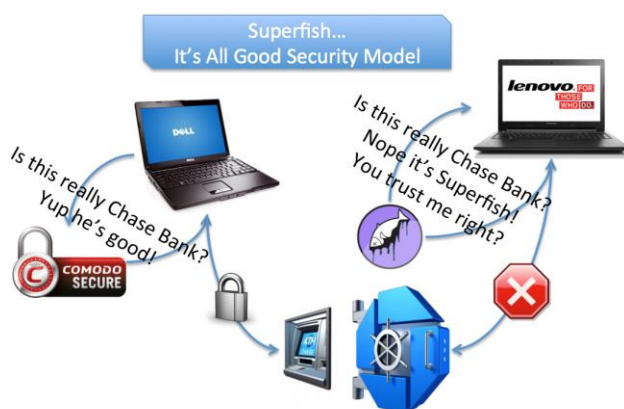 Superfish...
It's All Good Security Model
DELL
Is this really Chase Bank?
Yup he's good!
C
COMODO
SECURE
lenovo
FOR
THOSE
WHO DO.
Is this really Chase Bank?
Nope it's Superfish!
You trust me right?
ATM